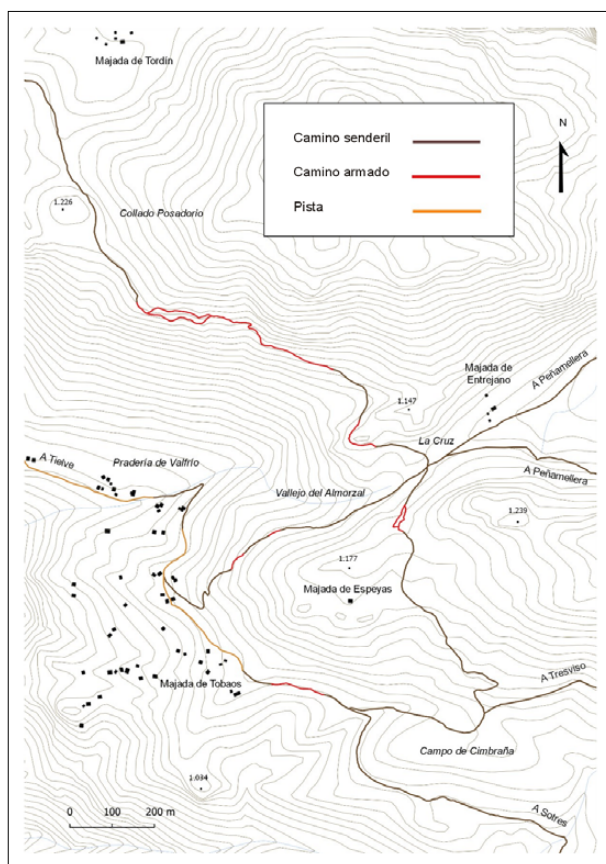 Majada de Tordín
Camino senderil
N
Camino armado
Pista
1.226
Collado Posadorio
Majada de
Entrejano
A Peñamellera
1.147
La Cruz
A Tielve
Pradería de Valfrío
A Peñamellera
Vallejo del Almorzal
1.239
1.177
Majada de Espeyas
A Tresviso
Majada de Tobaos
Campo de Cimbraña
1.034
A Sotres
0 100 200 m